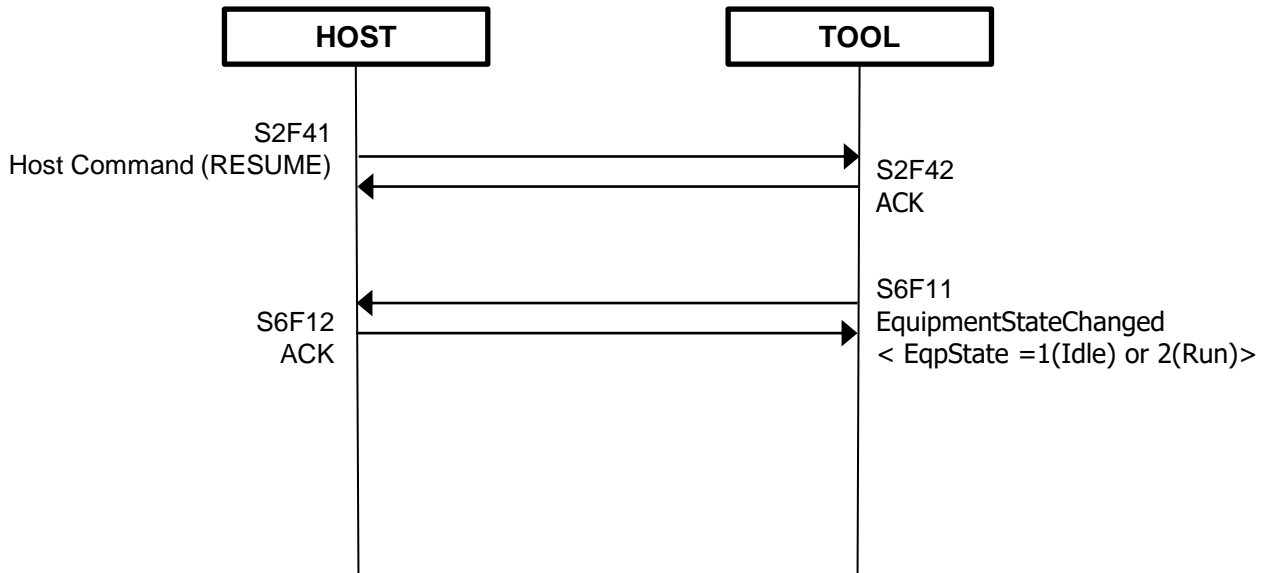 HOST
TOOL
S2F41
Host Command (RESUME)
S2F42
ACK
S6F11
EquipmentStateChanged
< EqpState =1(Idle) or 2(Run)>
S6F12
ACK